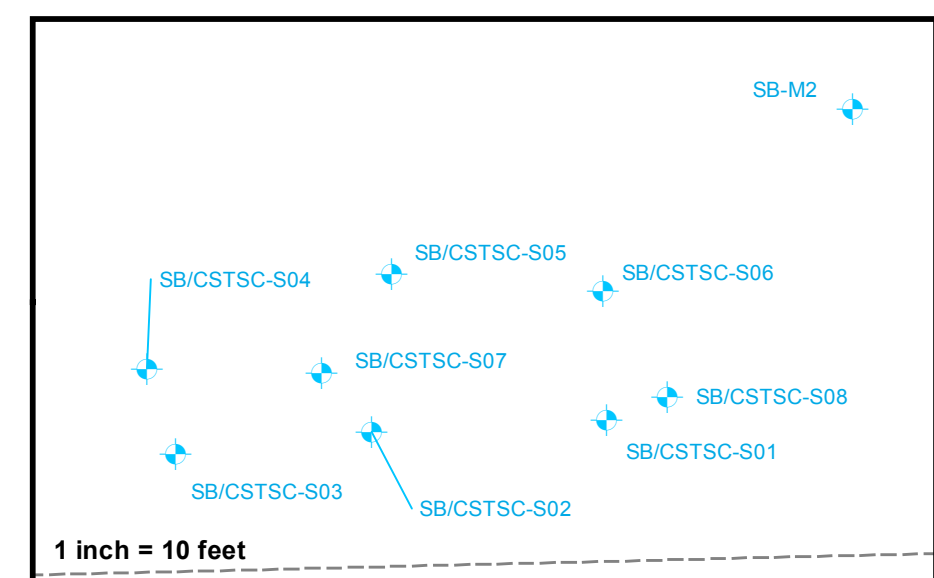 SB-M2
SB/CSTSC-S05
SB/CSTSC-S06
SB/CSTSC-S04
SB/CSTSC-S07
SB/CSTSC-S08
SB/CSTSC-S01
SB/CSTSC-S03
SB/CSTSC-S02
1 inch = 10 feet